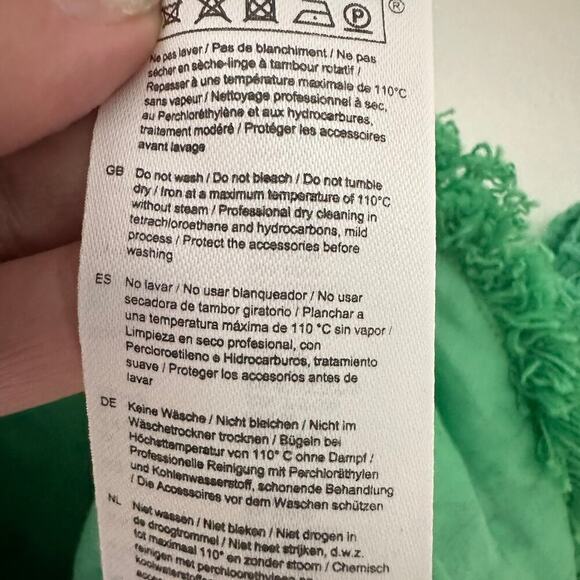 P ®
Ne pas laver / Pas de blanchiment / Ne pas
sécher en sèche-linge à tambour rotatif /
Repasser à une température maximale de 110°C
sans vapeur / Nettoyage professionnel à sec,
au Perchloréthylène et aux hydrocarbures,
traitement modéré / Protéger les accessoires
avant lavage
GB Do not wash / Do not bleach / Do not tumble
dry / Iron at a maximum temperature of 110°C
without steam / Professional dry cleaning in
tetrachloroethene and hydrocarbons, mild
process / Protect the accessories before
washing
ES No lavar / No usar blanqueador / No usar
secadora de tambor giratorio / Planchar a
una temperatura máxima de 110 °C sin vapor /
Limpieza en seco profesional, con
Percloroetileno e Hidrocarburos, tratamiento
suave / Proteger los accesorios antes de
lavar
DE Keine Wäsche / Nicht bleichen / Nicht im
Wäschetrockner trocknen / Bügeln bei
Höchsttemperatur von 110° C ohne Dampf /
Professionelle Reinigung mit Perchloräthylen
und Kohlenwasserstoff, schonende Behandlung
/ Die Accessoires vor dem Waschen schützen
NL Niet wassen / Niet bleken / Niet drogen in
de droogtrommel / Niet heet strijken, d.w.z.
tot maximaal 110° en zonder stoom / Chemisch
reinigen met perchloorethyleen en